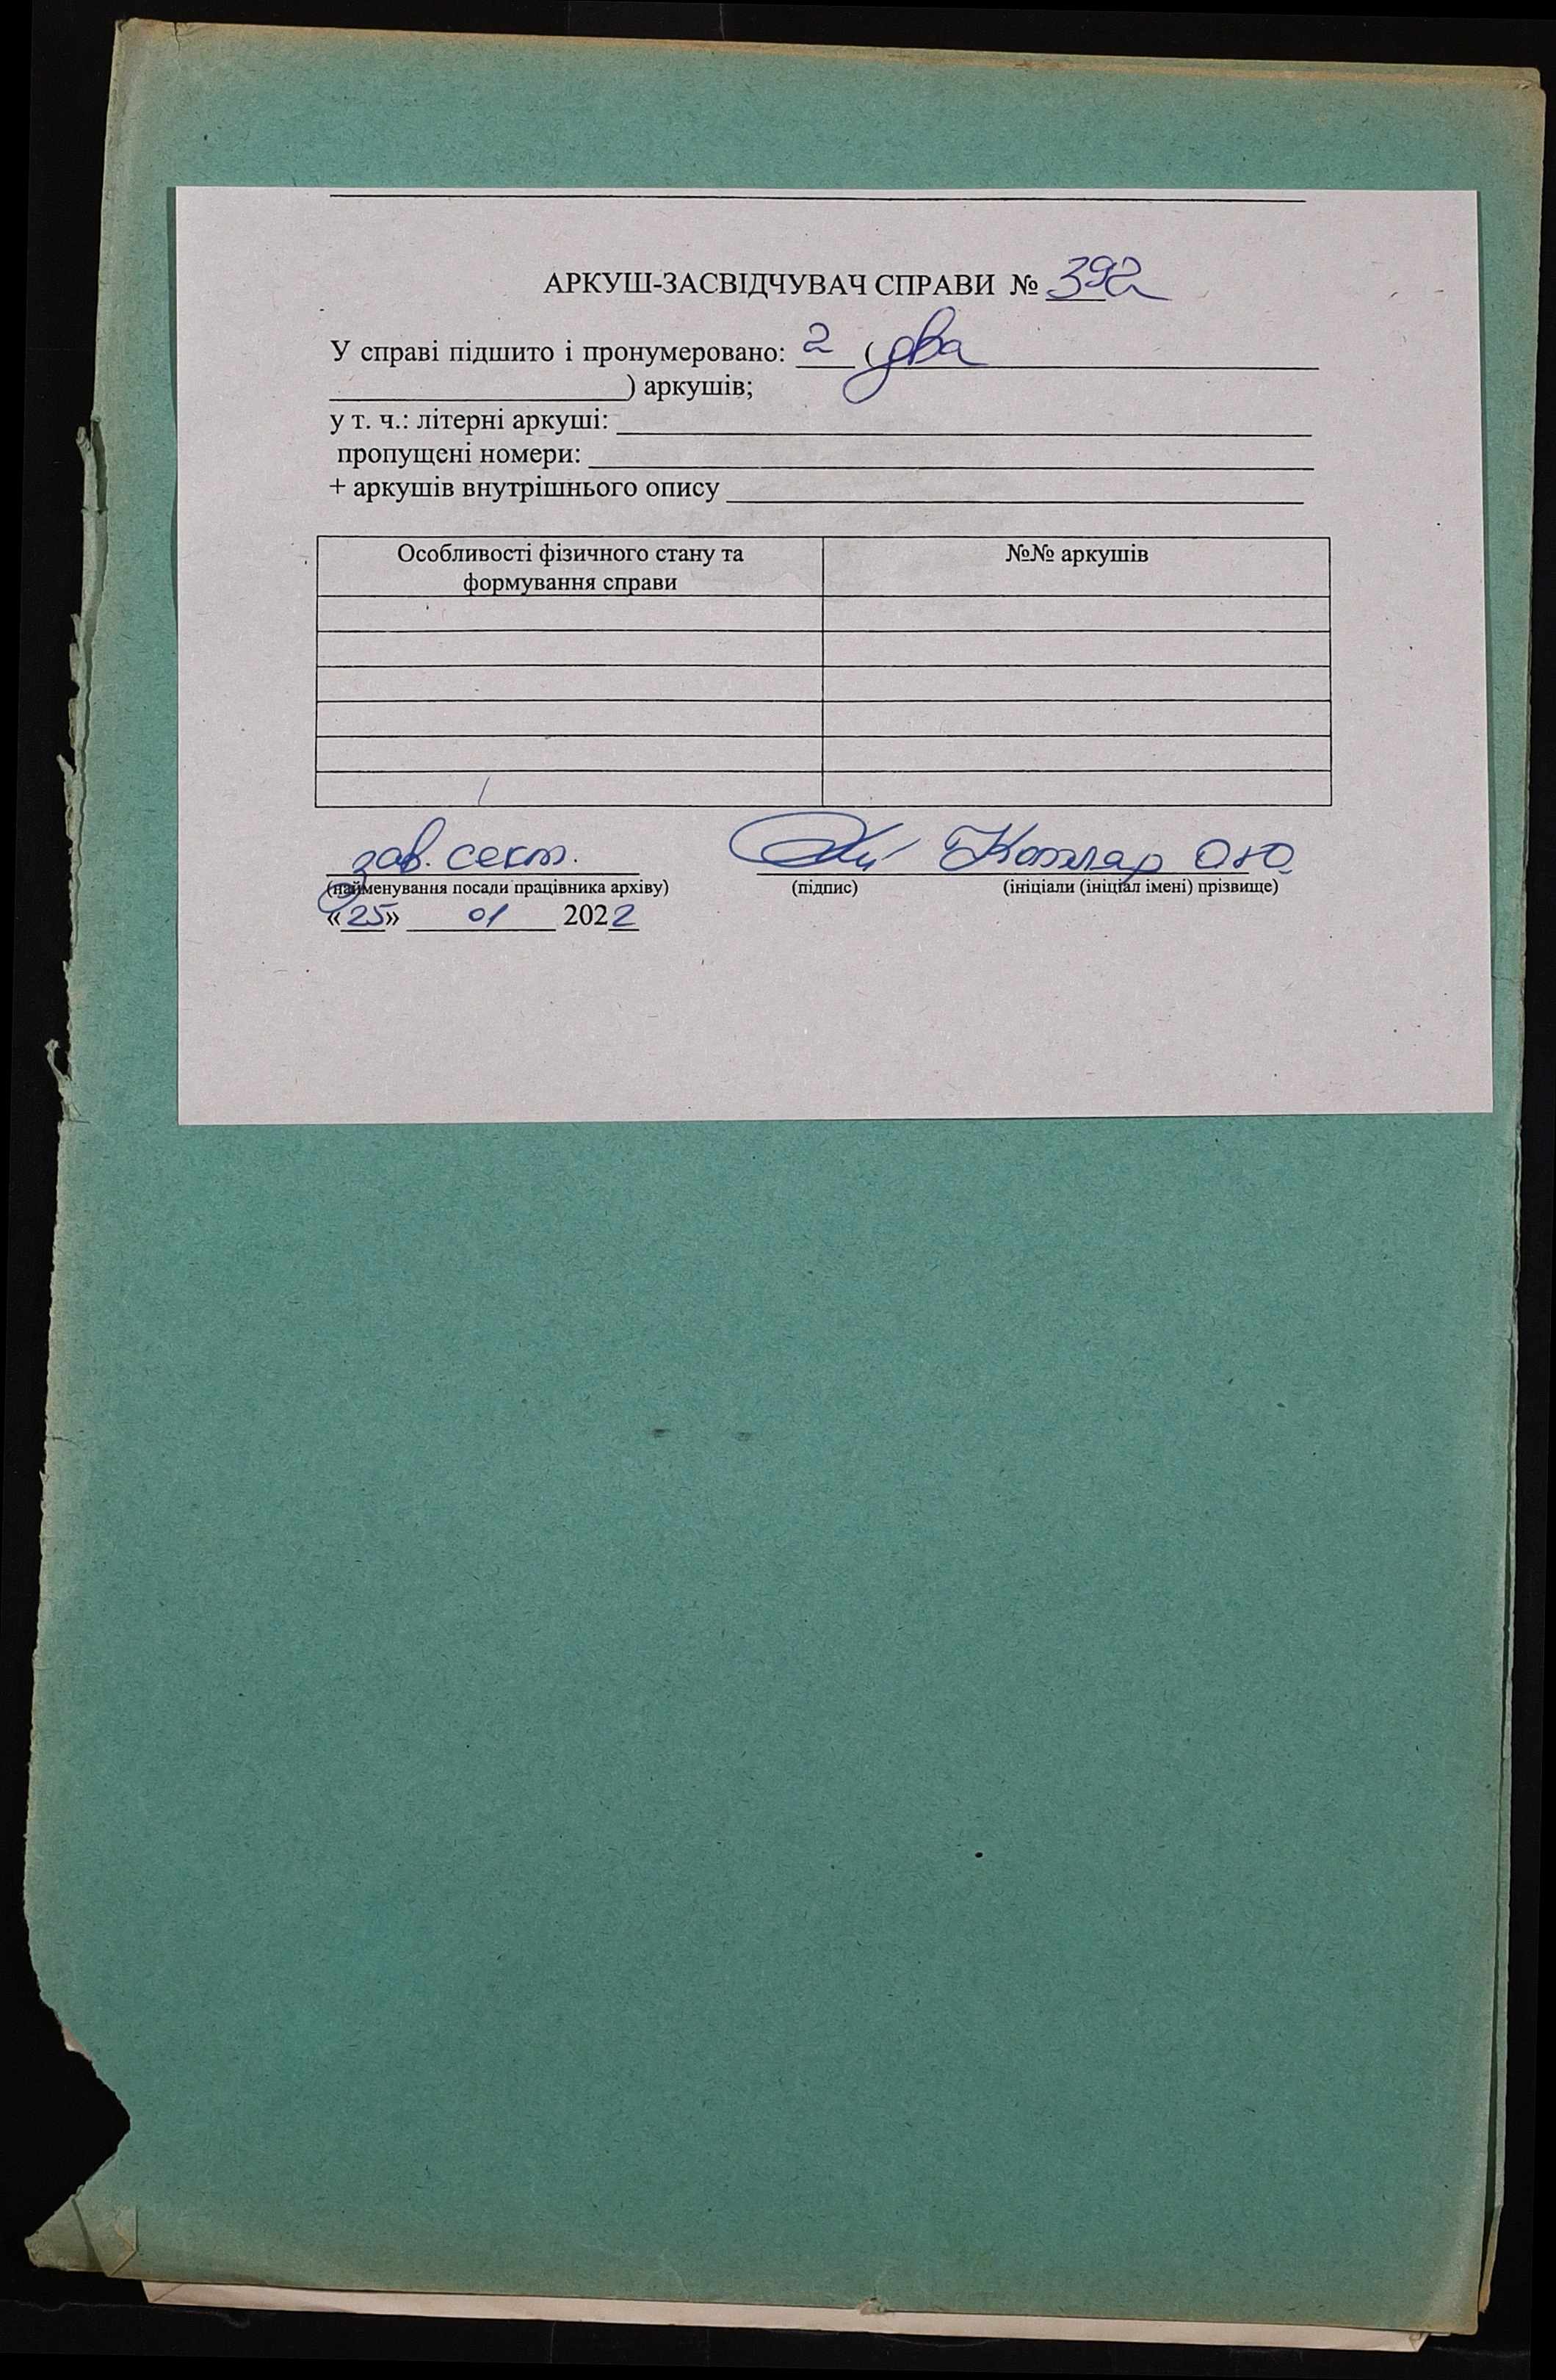 АРКУШ-ЗАСВІДЧУВАЧ СПРАВИ № 392
У справі підшито і пронумеровано: 2 (два
) аркушів;
у т. ч.: літерні аркуші:
пропущені номери:
+ аркушів внутрішнього опису
Особливості фізичного стану та
формування справи
№№ аркушів
зав. сект. Котляр О.Ю.
(найменування посади працівника архіву) (підпис) (ініціали (ініціал імені) прізвище)
«25» 01 2022